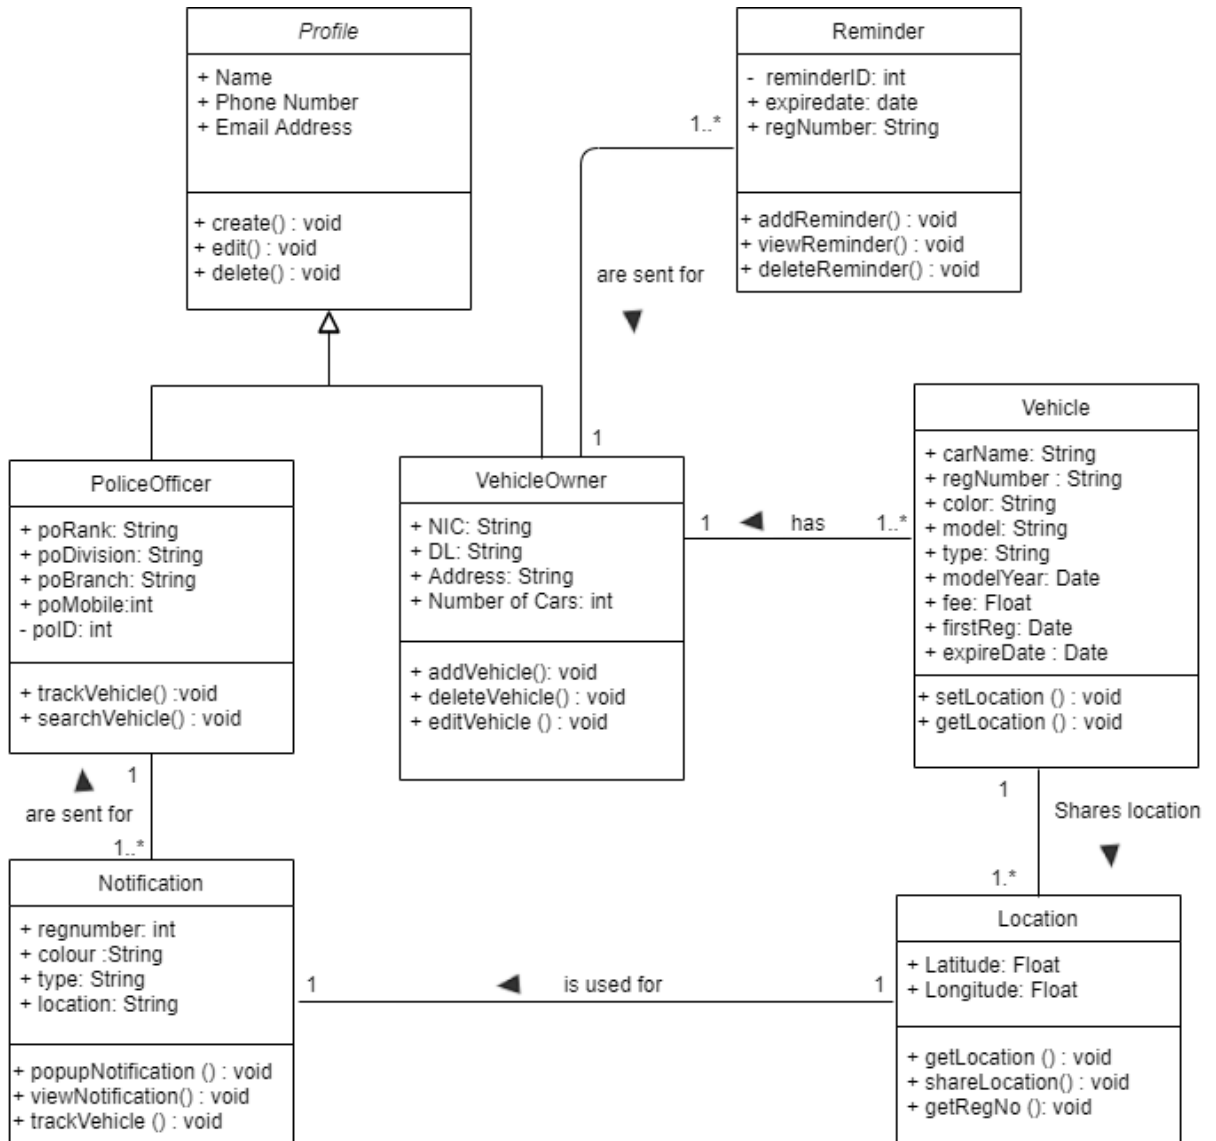 Profile
+ Name
+ Phone Number
+ Email Address
+ create() : void
+ edit() : void
+ delete() : void
Reminder
- reminderID: int
+ expiredate: date
+ regNumber: String
+ addReminder() : void
+ viewReminder() : void
+ deleteReminder() : void
1..*
are sent for
1
PoliceOfficer
+ poRank: String
+ poDivision: String
+ poBranch: String
+ poMobile:int
- poID: int
+ trackVehicle() :void
+ searchVehicle() : void
VehicleOwner
+ NIC: String
+ DL: String
+ Address: String
+ Number of Cars: int
+ addVehicle(): void
+ deleteVehicle() : void
+ editVehicle () : void
1 has 1..*
Vehicle
+ carName: String
+ regNumber : String
+ color: String
+ model: String
+ type: String
+ modelYear: Date
+ fee: Float
+ firstReg: Date
+ expireDate : Date
+ setLocation () : void
+ getLocation () : void
1
are sent for
1..*
1
Shares location
1.*
Notification
+ regnumber: int
+ colour :String
+ type: String
+ location: String
+ popupNotification () : void
+ viewNotification() : void
+ trackVehicle () : void
1 is used for 1
Location
+ Latitude: Float
+ Longitude: Float
+ getLocation () : void
+ shareLocation() : void
+ getRegNo (): void